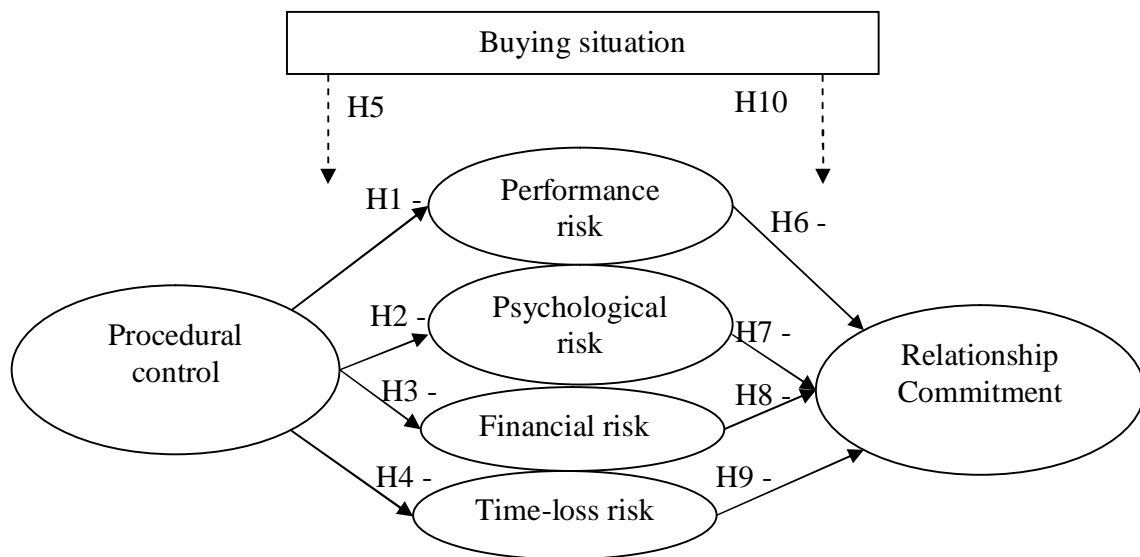 Buying situation
H5
H10
H1 -
Performance
risk
H6 -
H2 -
Psychological
risk
H7 -
Procedural
control
Relationship
Commitment
H3 -
Financial risk
H8 -
H4 -
Time-loss risk
H9 -